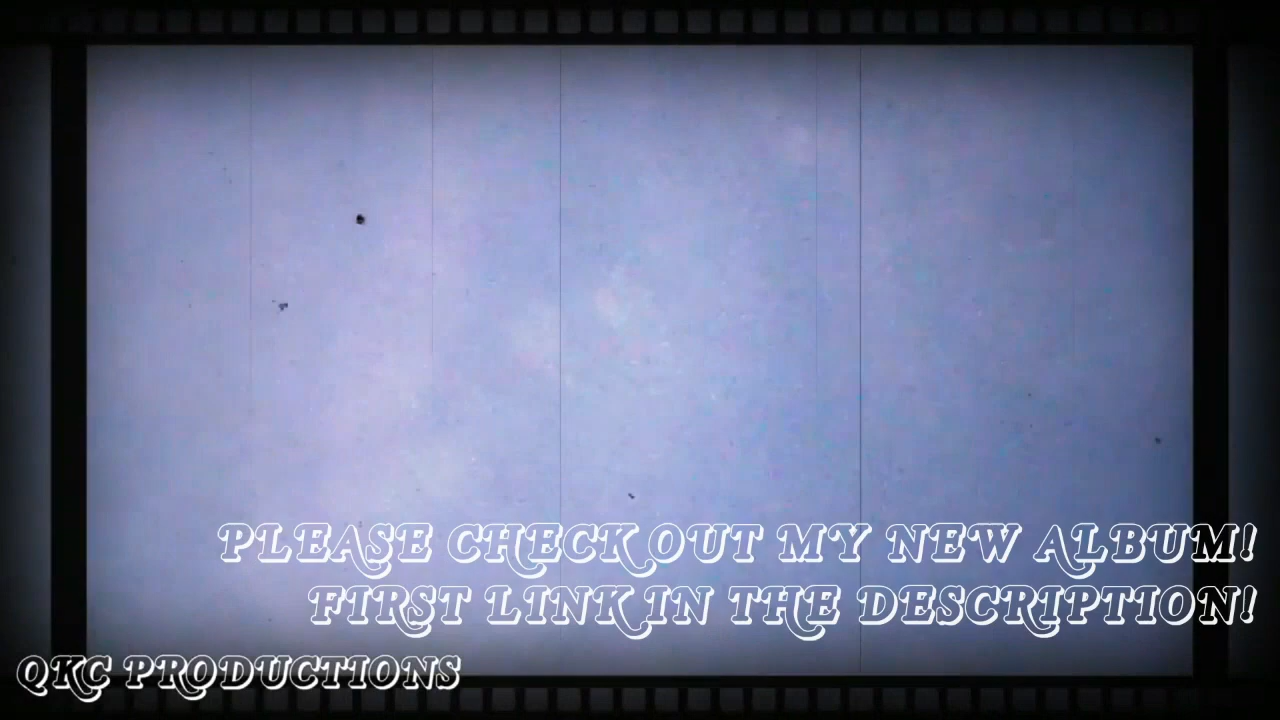 PLEASE CHECK OUT MY NEW ALBUM!
FIRST LINK IN THE DESCRIPTION!
QKC PRODUCTIONS